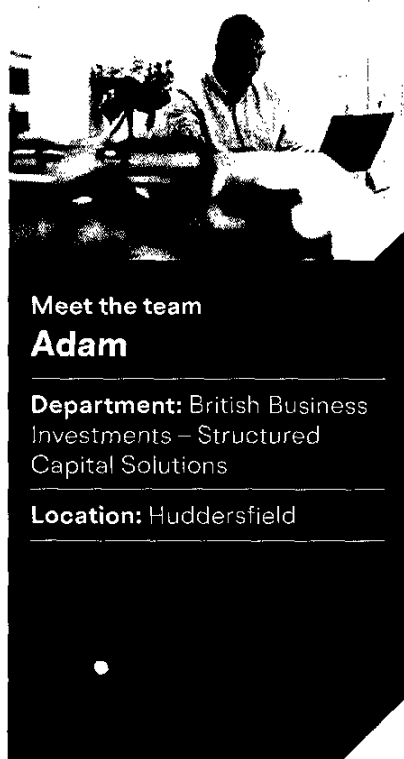 Meet the team
Adam
Department: British Business
Investments – Structured
Capital Solutions
Location: Huddersfield